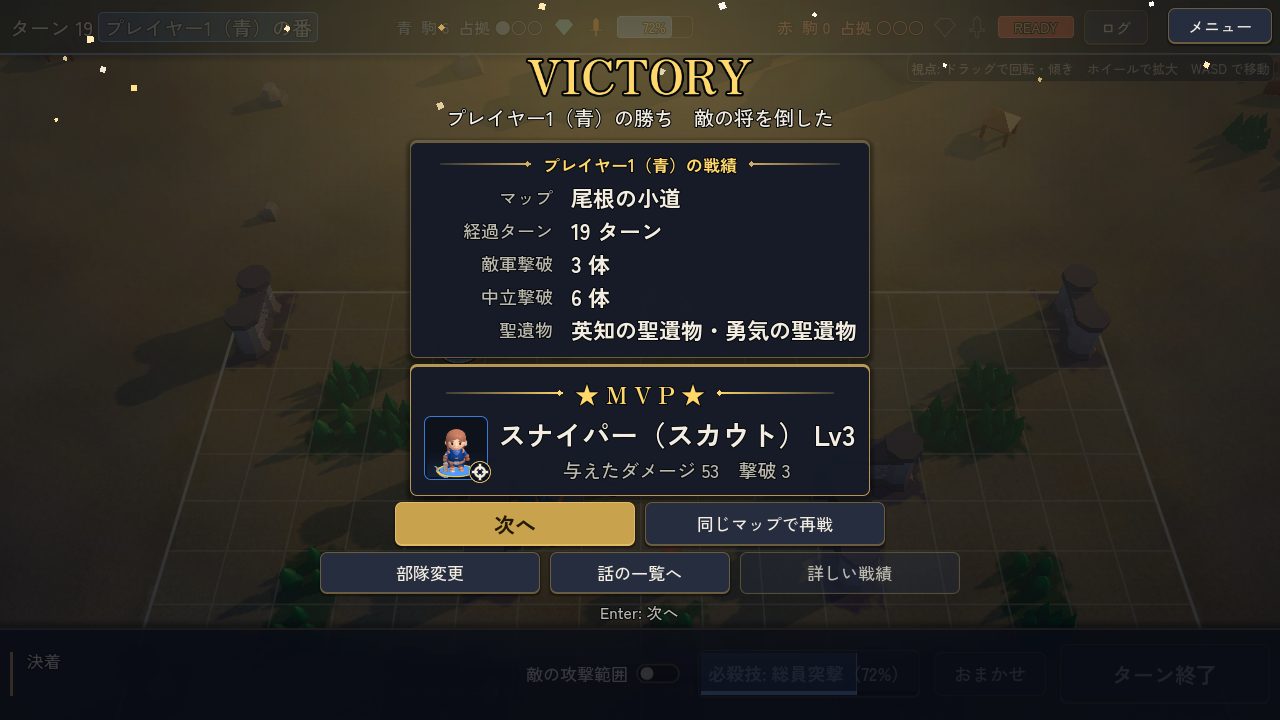 ターン 19 プレイヤー1（青）の番 青 駒 6 占拠 72% 赤 駒 0 占拠 READY ログ メニュー
視点: ドラッグで回転・傾き ホイールで拡大 WASD で移動
VICTORY
プレイヤー1（青）の勝ち 敵の将を倒した
プレイヤー1（青）の戦績
マップ 尾根の小道
経過ターン 19 ターン
敵軍撃破 3 体
中立撃破 6 体
聖遺物 英知の聖遺物・勇気の聖遺物
★ M V P ★
スナイパー（スカウト） Lv3
与えたダメージ 53 撃破 3
次へ 同じマップで再戦
部隊変更 話の一覧へ 詳しい戦績
Enter: 次へ
決着
敵の攻撃範囲 必殺技: 総員突撃 (72%) おまかせ ターン終了